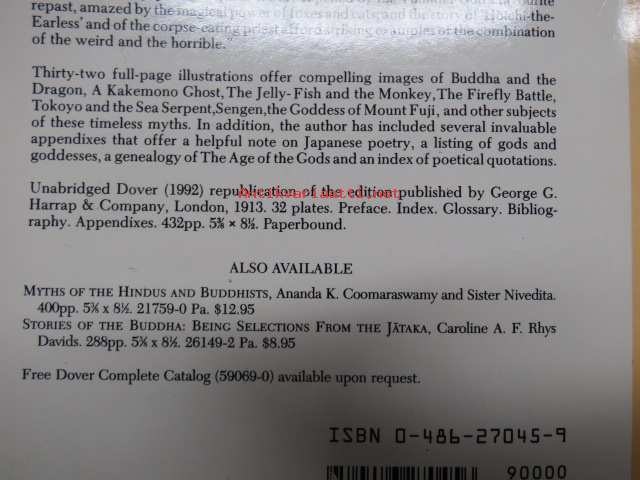 repast, amazed by the magical power of foxes and cats, and the story of 'Hōïchi-the-
Earless' and of the corpse-eating priest afford striking examples of the combination
of the weird and the horrible."
Thirty-two full-page illustrations offer compelling images of Buddha and the
Dragon, A Kakemono Ghost, The Jelly-Fish and the Monkey, The Firefly Battle,
Tokoyo and the Sea Serpent, Sengen, the Goddess of Mount Fuji, and other subjects
of these timeless myths. In addition, the author has included several invaluable
appendixes that offer a helpful note on Japanese poetry, a listing of gods and
goddesses, a genealogy of The Age of the Gods and an index of poetical quotations.
Unabridged Dover (1992) republication of the edition published by George G.
Harrap & Company, London, 1913. 32 plates. Preface. Index. Glossary. Bibliog-
raphy. Appendixes. 432pp. 5⅜ × 8½. Paperbound.
ALSO AVAILABLE
MYTHS OF THE HINDUS AND BUDDHISTS, Ananda K. Coomaraswamy and Sister Nivedita.
400pp. 5⅜ x 8½. 21759-0 Pa. $12.95
STORIES OF THE BUDDHA: BEING SELECTIONS FROM THE JĀTAKA, Caroline A. F. Rhys
Davids. 288pp. 5⅜ x 8½. 26149-2 Pa. $8.95
Free Dover Complete Catalog (59069-0) available upon request.
ISBN 0-486-27045-9
90000